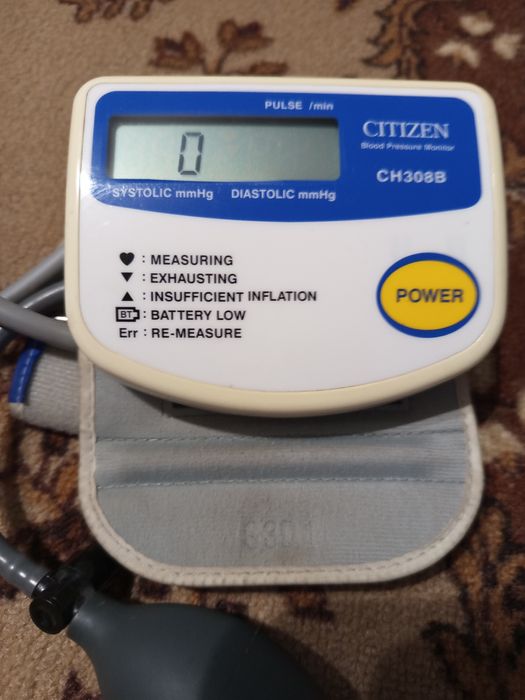 PULSE /min
CITIZEN
Blood Pressure Monitor
0
CH308B
SYSTOLIC mmHg DIASTOLIC mmHg
♥ : MEASURING
▼ : EXHAUSTING
▲ : INSUFFICIENT INFLATION
BT : BATTERY LOW
Err : RE-MEASURE
POWER